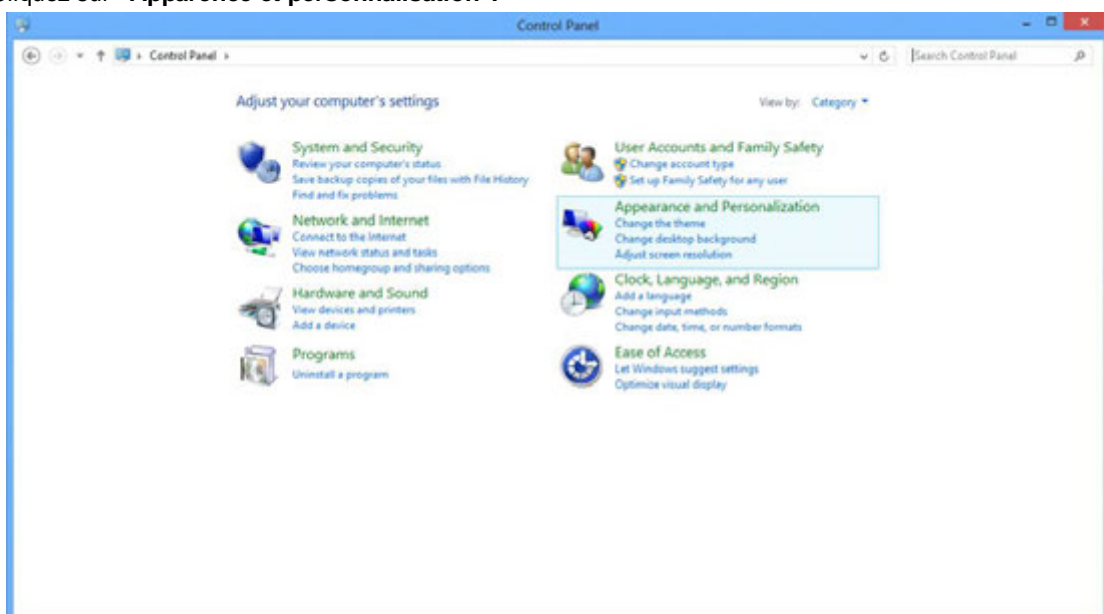 Control Panel
Control Panel
Search Control Panel
Adjust your computer's settings
View by: Category
System and Security
Review your computer's status
Save backup copies of your files with File History
Find and fix problems
Network and Internet
Connect to the Internet
View network status and tasks
Choose homegroup and sharing options
Hardware and Sound
View devices and printers
Add a device
Programs
Uninstall a program
User Accounts and Family Safety
Change account type
Set up Family Safety for any user
Appearance and Personalization
Change the theme
Change desktop background
Adjust screen resolution
Clock, Language, and Region
Add a language
Change input methods
Change date, time, or number formats
Ease of Access
Let Windows suggest settings
Optimize visual display